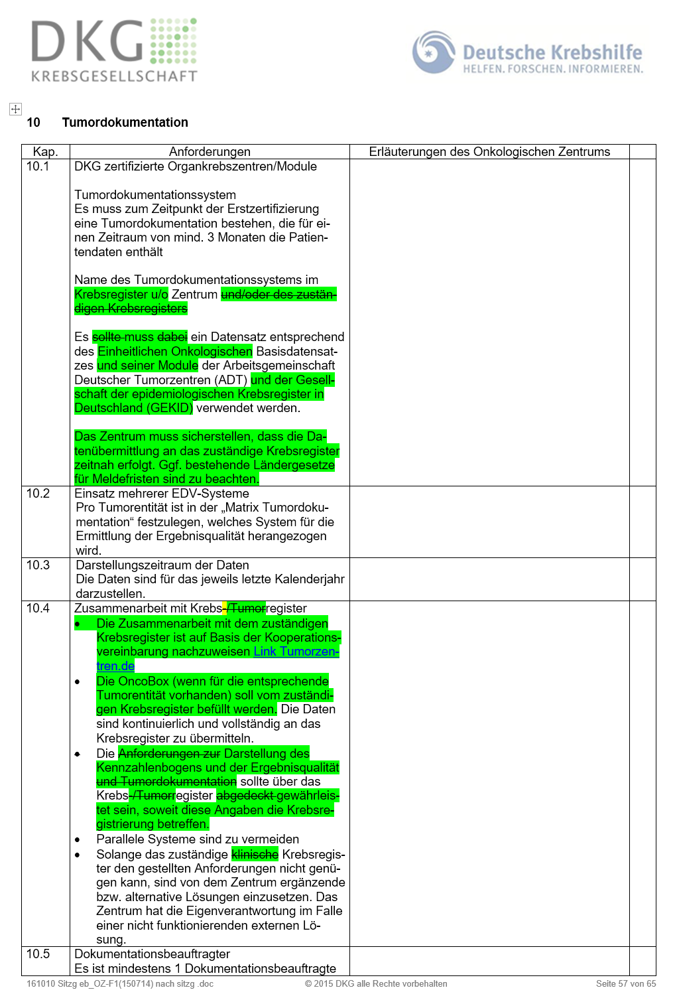 DKG
KREBSGESELLSCHAFT
Deutsche Krebshilfe
HELFEN. FORSCHEN. INFORMIEREN.
10 Tumordokumentation
Kap. Anforderungen Erläuterungen des Onkologischen Zentrums
10.1 DKG zertifizierte Organkrebszentren/Module
Tumordokumentationssystem
Es muss zum Zeitpunkt der Erstzertifizierung
eine Tumordokumentation bestehen, die für ei-
nen Zeitraum von mind. 3 Monaten die Patien-
tendaten enthält
Name des Tumordokumentationssystems im
Krebsregister u/o Zentrum und/oder des zustän-
digen Krebsregisters
Es sollte muss dabei ein Datensatz entsprechend
des Einheitlichen Onkologischen Basisdatensat-
zes und seiner Module der Arbeitsgemeinschaft
Deutscher Tumorzentren (ADT) und der Gesell-
schaft der epidemiologischen Krebsregister in
Deutschland (GEKID) verwendet werden.
Das Zentrum muss sicherstellen, dass die Da-
tenübermittlung an das zuständige Krebsregister
zeitnah erfolgt. Ggf. bestehende Ländergesetze
für Meldefristen sind zu beachten.
10.2 Einsatz mehrerer EDV-Systeme
Pro Tumorentität ist in der „Matrix Tumordoku-
mentation“ festzulegen, welches System für die
Ermittlung der Ergebnisqualität herangezogen
wird.
10.3 Darstellungszeitraum der Daten
Die Daten sind für das jeweils letzte Kalenderjahr
darzustellen.
10.4 Zusammenarbeit mit Krebs-/Tumorregister
• Die Zusammenarbeit mit dem zuständigen
Krebsregister ist auf Basis der Kooperations-
vereinbarung nachzuweisen Link Tumorzen-
tren.de
• Die OncoBox (wenn für die entsprechende
Tumorentität vorhanden) soll vom zuständi-
gen Krebsregister befüllt werden. Die Daten
sind kontinuierlich und vollständig an das
Krebsregister zu übermitteln.
• Die Anforderungen zur Darstellung des
Kennzahlenbogens und der Ergebnisqualität
und Tumordokumentation sollte über das
Krebs-/Tumorregister abgedeckt gewährleis-
tet sein, soweit diese Angaben die Krebsre-
gistrierung betreffen.
• Parallele Systeme sind zu vermeiden
• Solange das zuständige klinische Krebsregis-
ter den gestellten Anforderungen nicht genü-
gen kann, sind von dem Zentrum ergänzende
bzw. alternative Lösungen einzusetzen. Das
Zentrum hat die Eigenverantwortung im Falle
einer nicht funktionierenden externen Lö-
sung.
10.5 Dokumentationsbeauftragter
Es ist mindestens 1 Dokumentationsbeauftragte
161010 Sitzg eb_OZ-F1(150714) nach sitzg .doc © 2015 DKG alle Rechte vorbehalten Seite 57 von 65